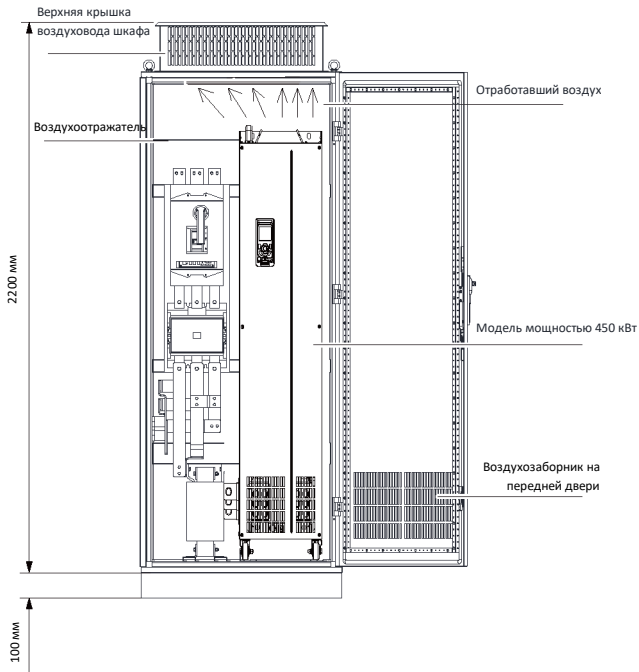 Верхняя крышка
воздуховода шкафа
Отработавший воздух
Воздухоотражатель
2200 мм
Модель мощностью 450 кВт
Воздухозаборник на
передней двери
100 мм